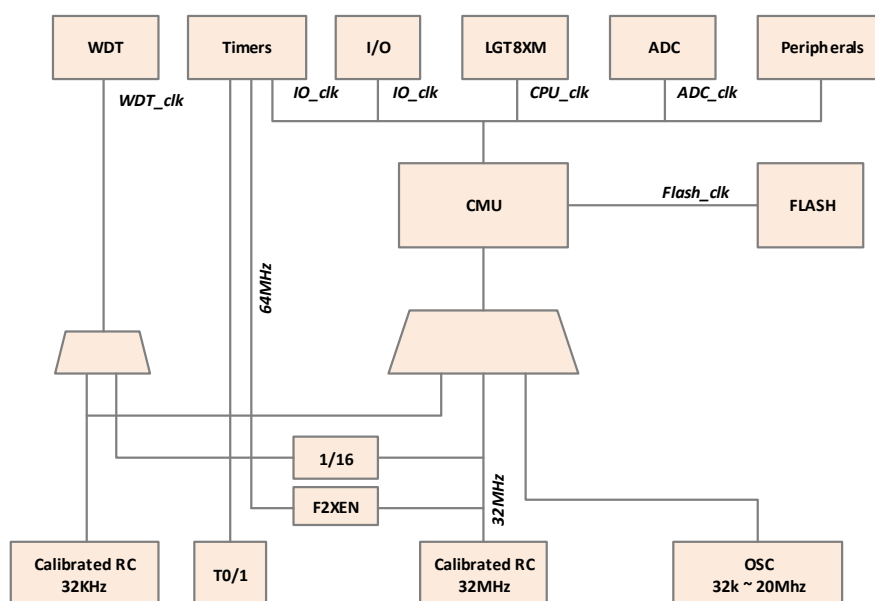 WDT
Timers
I/O
LGT8XM
ADC
Peripherals
WDT_clk
IO_clk
IO_clk
CPU_clk
ADC_clk
CMU
Flash_clk
FLASH
64MHz
1/16
F2XEN
32MHz
Calibrated RC
32KHz
T0/1
Calibrated RC
32MHz
OSC
32k ~ 20Mhz